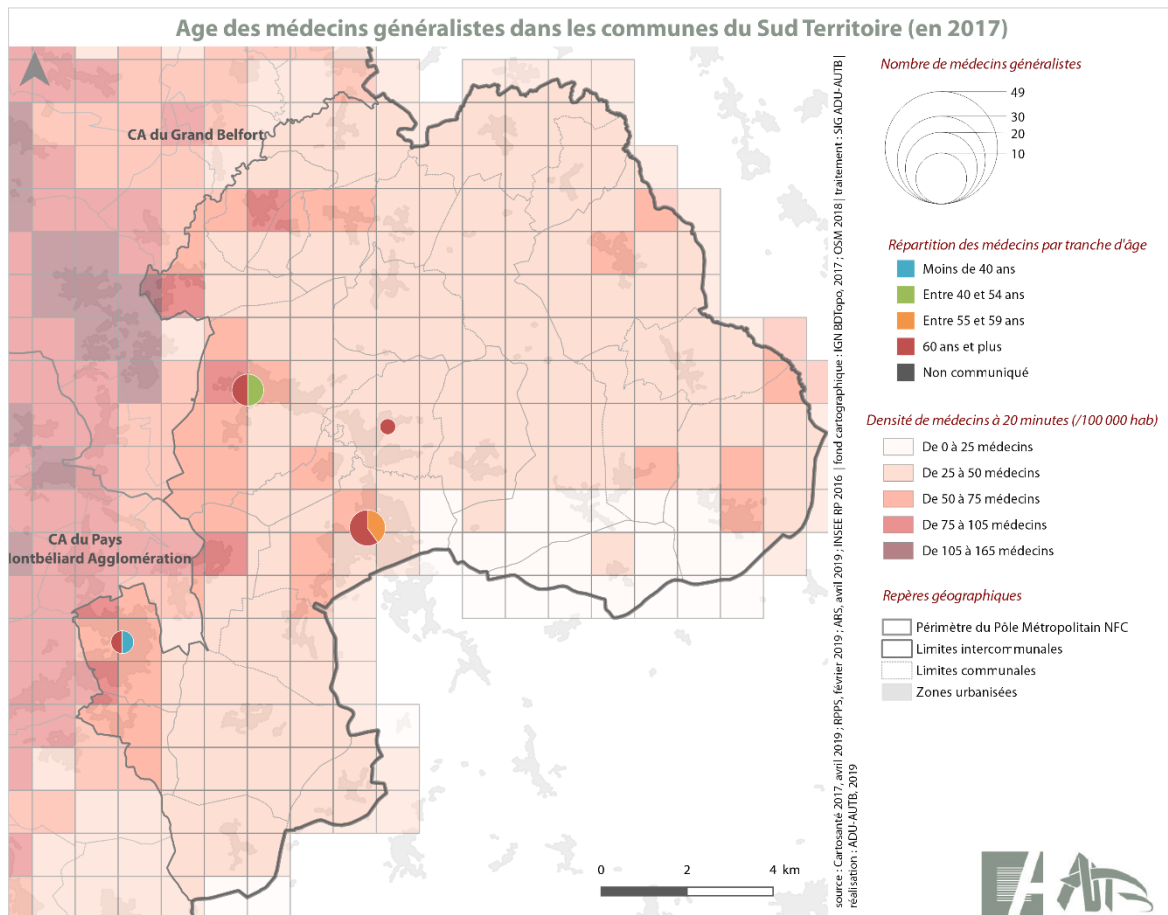 Age des médecins généralistes dans les communes du Sud Territoire (en 2017)
CA du Grand Belfort
CA du Pays
Montbéliard Agglomération
0 2 4 km
source : Cartosanté 2017, avril 2019 ; RPPS, février 2019 ; ARS, avril 2019 ; INSEE RP 2016 | fond cartographique : IGN BDTopo, 2017 ; OSM 2018 | traitement : SIG ADU-AUTB |
réalisation : ADU-AUTB, 2019
Nombre de médecins généralistes
49
30
20
10
Répartition des médecins par tranche d'âge
Moins de 40 ans
Entre 40 et 54 ans
Entre 55 et 59 ans
60 ans et plus
Non communiqué
Densité de médecins à 20 minutes (/100 000 hab)
De 0 à 25 médecins
De 25 à 50 médecins
De 50 à 75 médecins
De 75 à 105 médecins
De 105 à 165 médecins
Repères géographiques
Périmètre du Pôle Métropolitain NFC
Limites intercommunales
Limites communales
Zones urbanisées